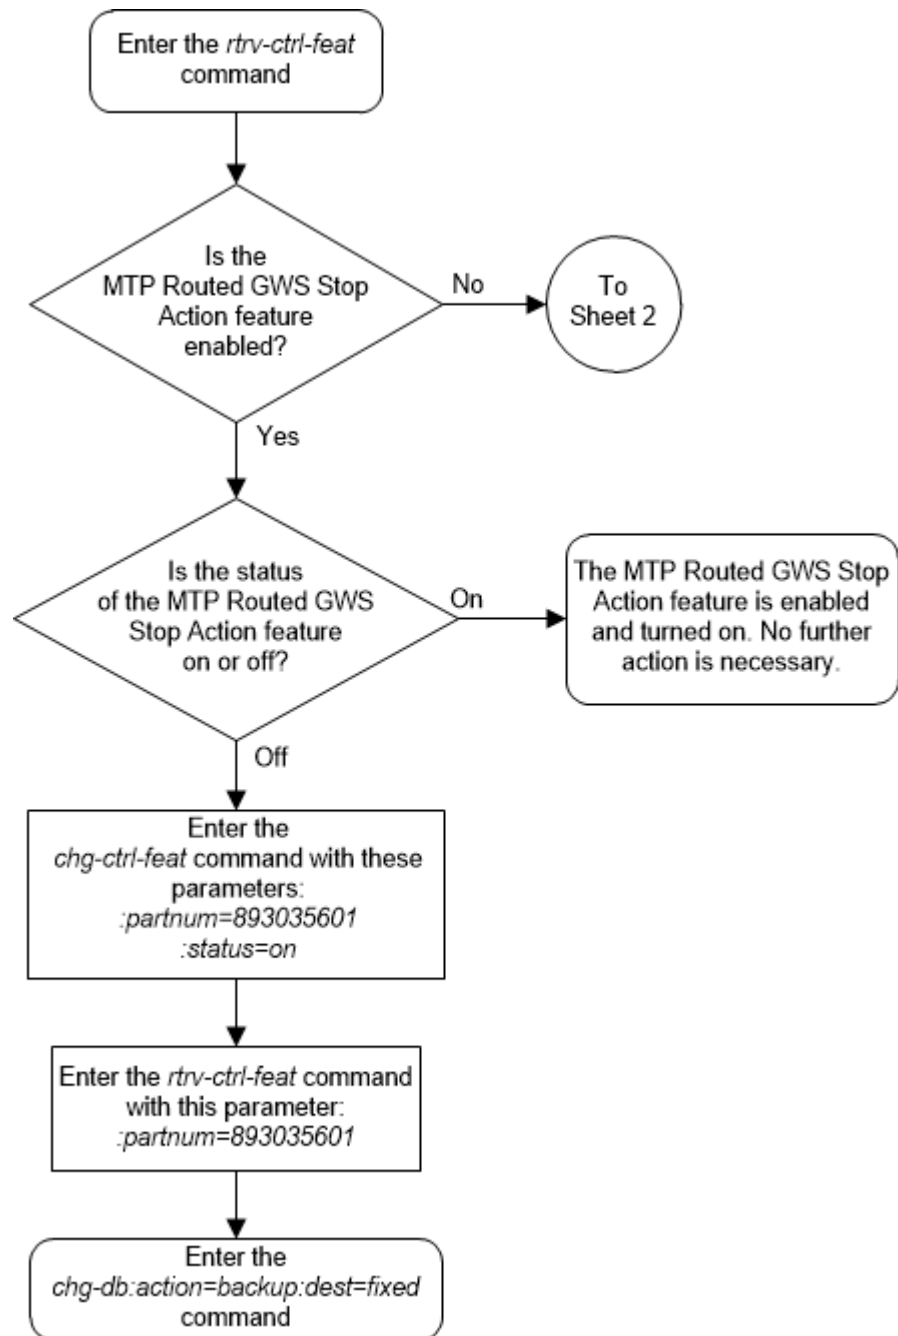 Enter the rtrv-ctrl-feat
command
Is the
MTP Routed GWS Stop
Action feature
enabled?
No
To
Sheet 2
Yes
Is the status
of the MTP Routed GWS
Stop Action feature
on or off?
On
The MTP Routed GWS Stop
Action feature is enabled
and turned on. No further
action is necessary.
Off
Enter the
chg-ctrl-feat command with these
parameters:
:partnum=893035601
:status=on
Enter the rtrv-ctrl-feat command
with this parameter:
:partnum=893035601
Enter the
chg-db:action=backup:dest=fixed
command